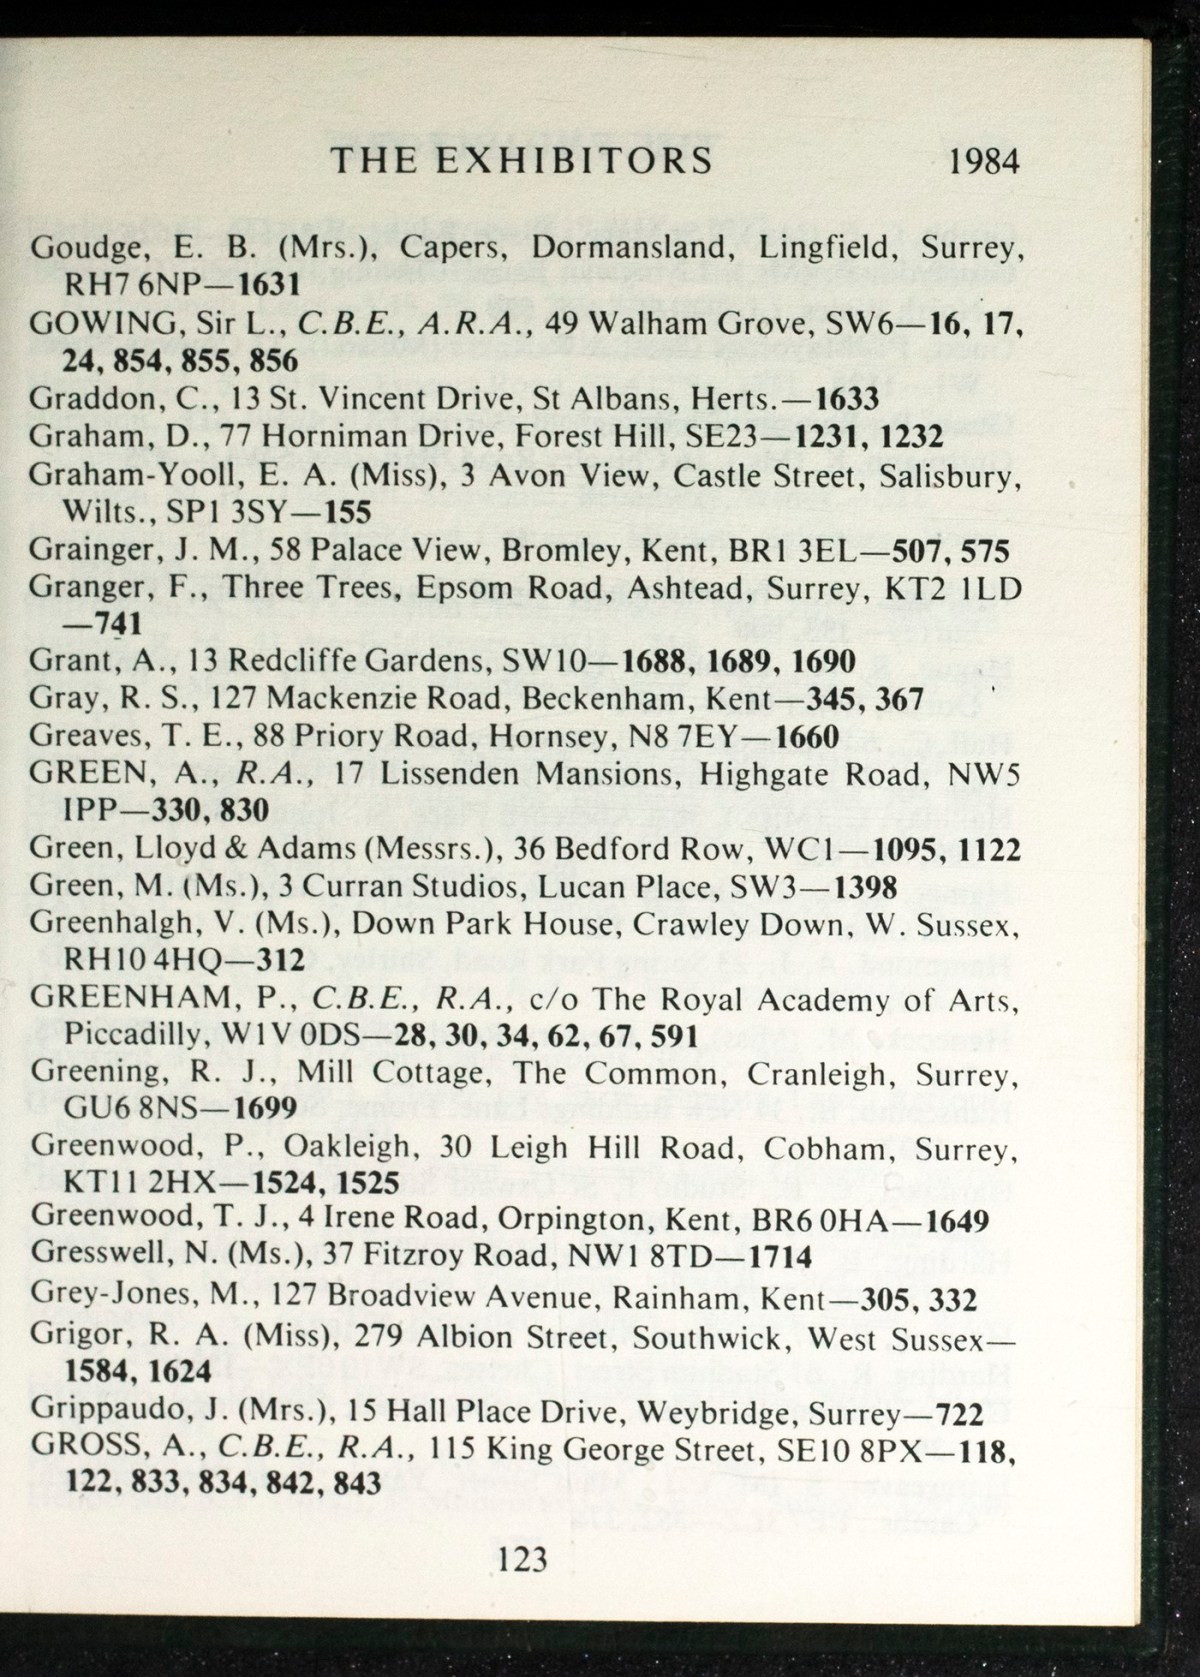 THE EXHIBITORS 1984
Goudge, E. B. (Mrs.), Capers, Dormansland, Lingfield, Surrey,
RH7 6NP—1631
GOWING, Sir L., C.B.E., A.R.A., 49 Walham Grove, SW6—16, 17,
24, 854, 855, 856
Graddon, C., 13 St. Vincent Drive, St Albans, Herts.—1633
Graham, D., 77 Horniman Drive, Forest Hill, SE23—1231, 1232
Graham-Yooll, E. A. (Miss), 3 Avon View, Castle Street, Salisbury,
Wilts., SP1 3SY—155
Grainger, J. M., 58 Palace View, Bromley, Kent, BR1 3EL—507, 575
Granger, F., Three Trees, Epsom Road, Ashtead, Surrey, KT2 1LD
—741
Grant, A., 13 Redcliffe Gardens, SW10—1688, 1689, 1690
Gray, R. S., 127 Mackenzie Road, Beckenham, Kent—345, 367
Greaves, T. E., 88 Priory Road, Hornsey, N8 7EY—1660
GREEN, A., R.A., 17 Lissenden Mansions, Highgate Road, NW5
1PP—330, 830
Green, Lloyd & Adams (Messrs.), 36 Bedford Row, WC1—1095, 1122
Green, M. (Ms.), 3 Curran Studios, Lucan Place, SW3—1398
Greenhalgh, V. (Ms.), Down Park House, Crawley Down, W. Sussex,
RH10 4HQ—312
GREENHAM, P., C.B.E., R.A., c/o The Royal Academy of Arts,
Piccadilly, W1V 0DS—28, 30, 34, 62, 67, 591
Greening, R. J., Mill Cottage, The Common, Cranleigh, Surrey,
GU6 8NS—1699
Greenwood, P., Oakleigh, 30 Leigh Hill Road, Cobham, Surrey,
KT11 2HX—1524, 1525
Greenwood, T. J., 4 Irene Road, Orpington, Kent, BR6 0HA—1649
Gresswell, N. (Ms.), 37 Fitzroy Road, NW1 8TD—1714
Grey-Jones, M., 127 Broadview Avenue, Rainham, Kent—305, 332
Grigor, R. A. (Miss), 279 Albion Street, Southwick, West Sussex—
1584, 1624
Grippaudo, J. (Mrs.), 15 Hall Place Drive, Weybridge, Surrey—722
GROSS, A., C.B.E., R.A., 115 King George Street, SE10 8PX—118,
122, 833, 834, 842, 843
123